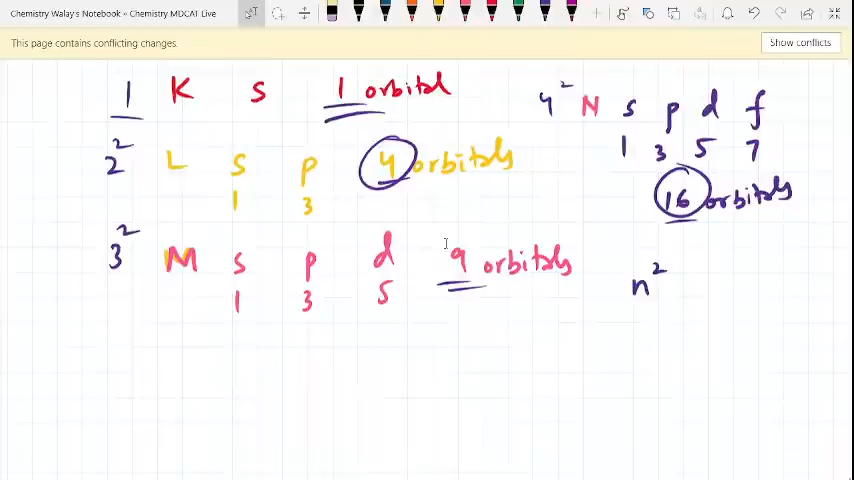 Chemistry Walay's Notebook » Chemistry MDCAT Live
This page contains conflicting changes.
Show conflicts
1 K s 1 orbital
2² L s p 4 orbitals
1 3
3² M s p d 9 orbitals
1 3 5
4² N s p d f
1 3 5 7
16 orbitals
n²